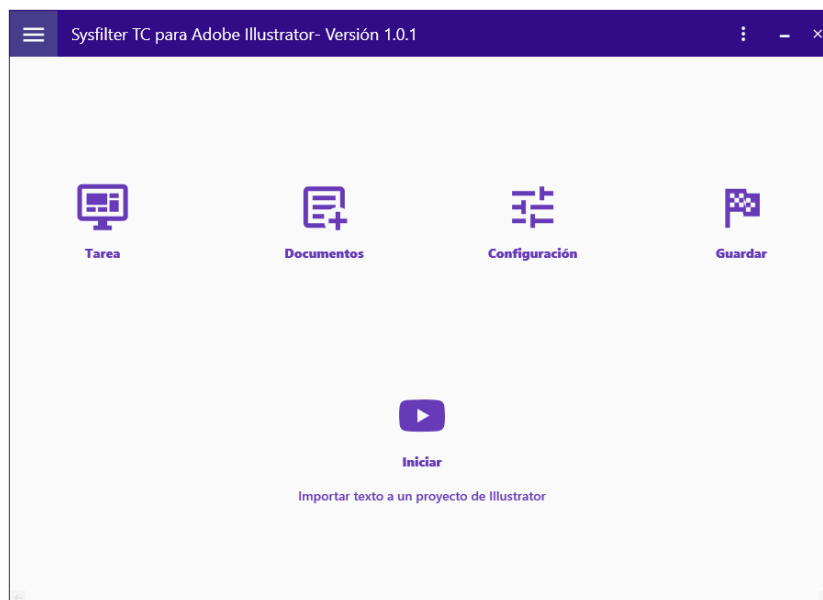 Sysfilter TC para Adobe Illustrator- Versión 1.0.1
Tarea
Documentos
Configuración
Guardar
Iniciar
Importar texto a un proyecto de Illustrator